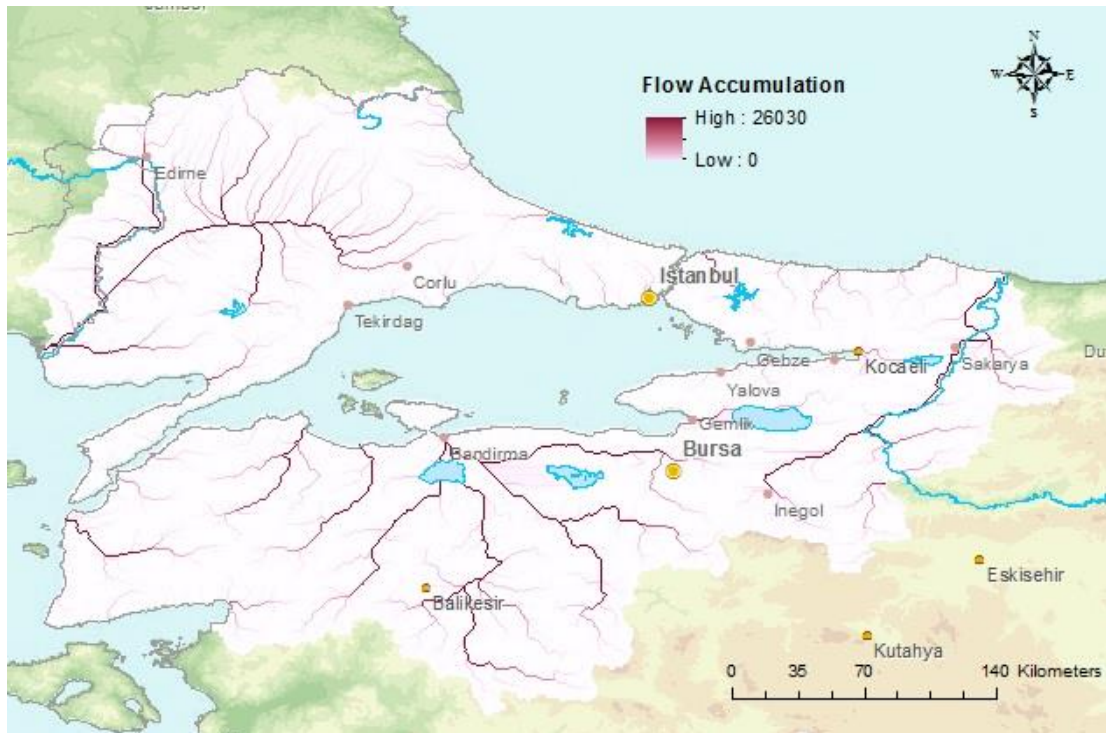 N
W E
S
Flow Accumulation
High : 26030
Low : 0
Edirne
Corlu
Istanbul
Tekirdag
Gebze
Kocaeli
Sakarya
Yalova
Gemlik
Bandirma
Bursa
Inegol
Eskisehir
Balikesir
Kutahya
0 35 70 140 Kilometers